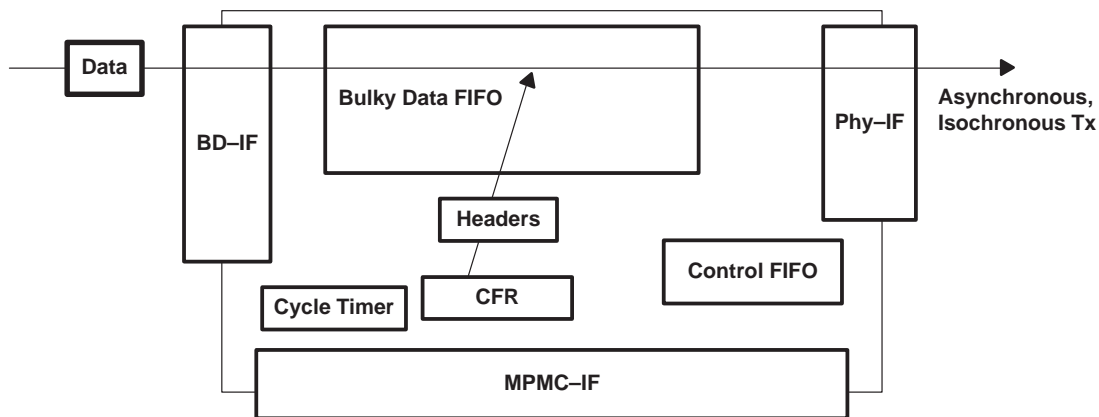 Data
Bulky Data FIFO
Asynchronous,
Isochronous Tx
Phy–IF
BD–IF
Headers
Control FIFO
CFR
Cycle Timer
MPMC–IF